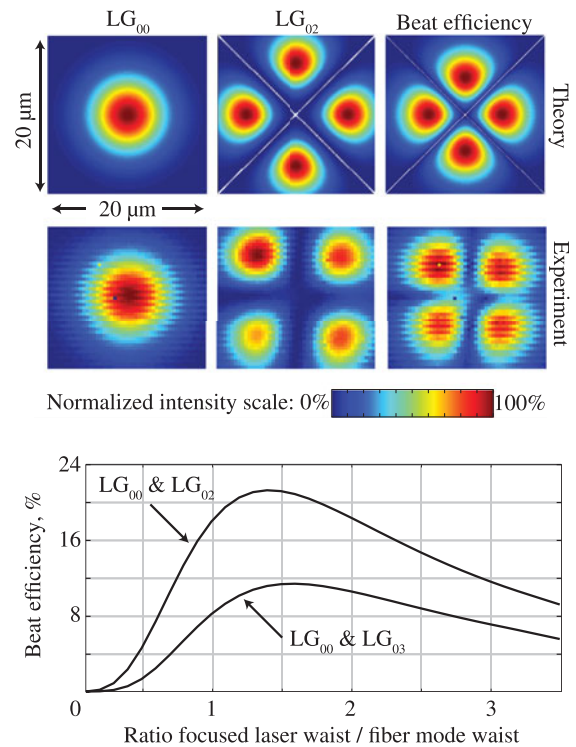 LG₀₀ LG₀₂ Beat efficiency
20 µm
Theory
20 µm
Experiment
Normalized intensity scale: 0% 100%
24
LG₀₀ & LG₀₂
16
Beat efficiency, %
8
LG₀₀ & LG₀₃
0 1 2 3
Ratio focused laser waist / fiber mode waist